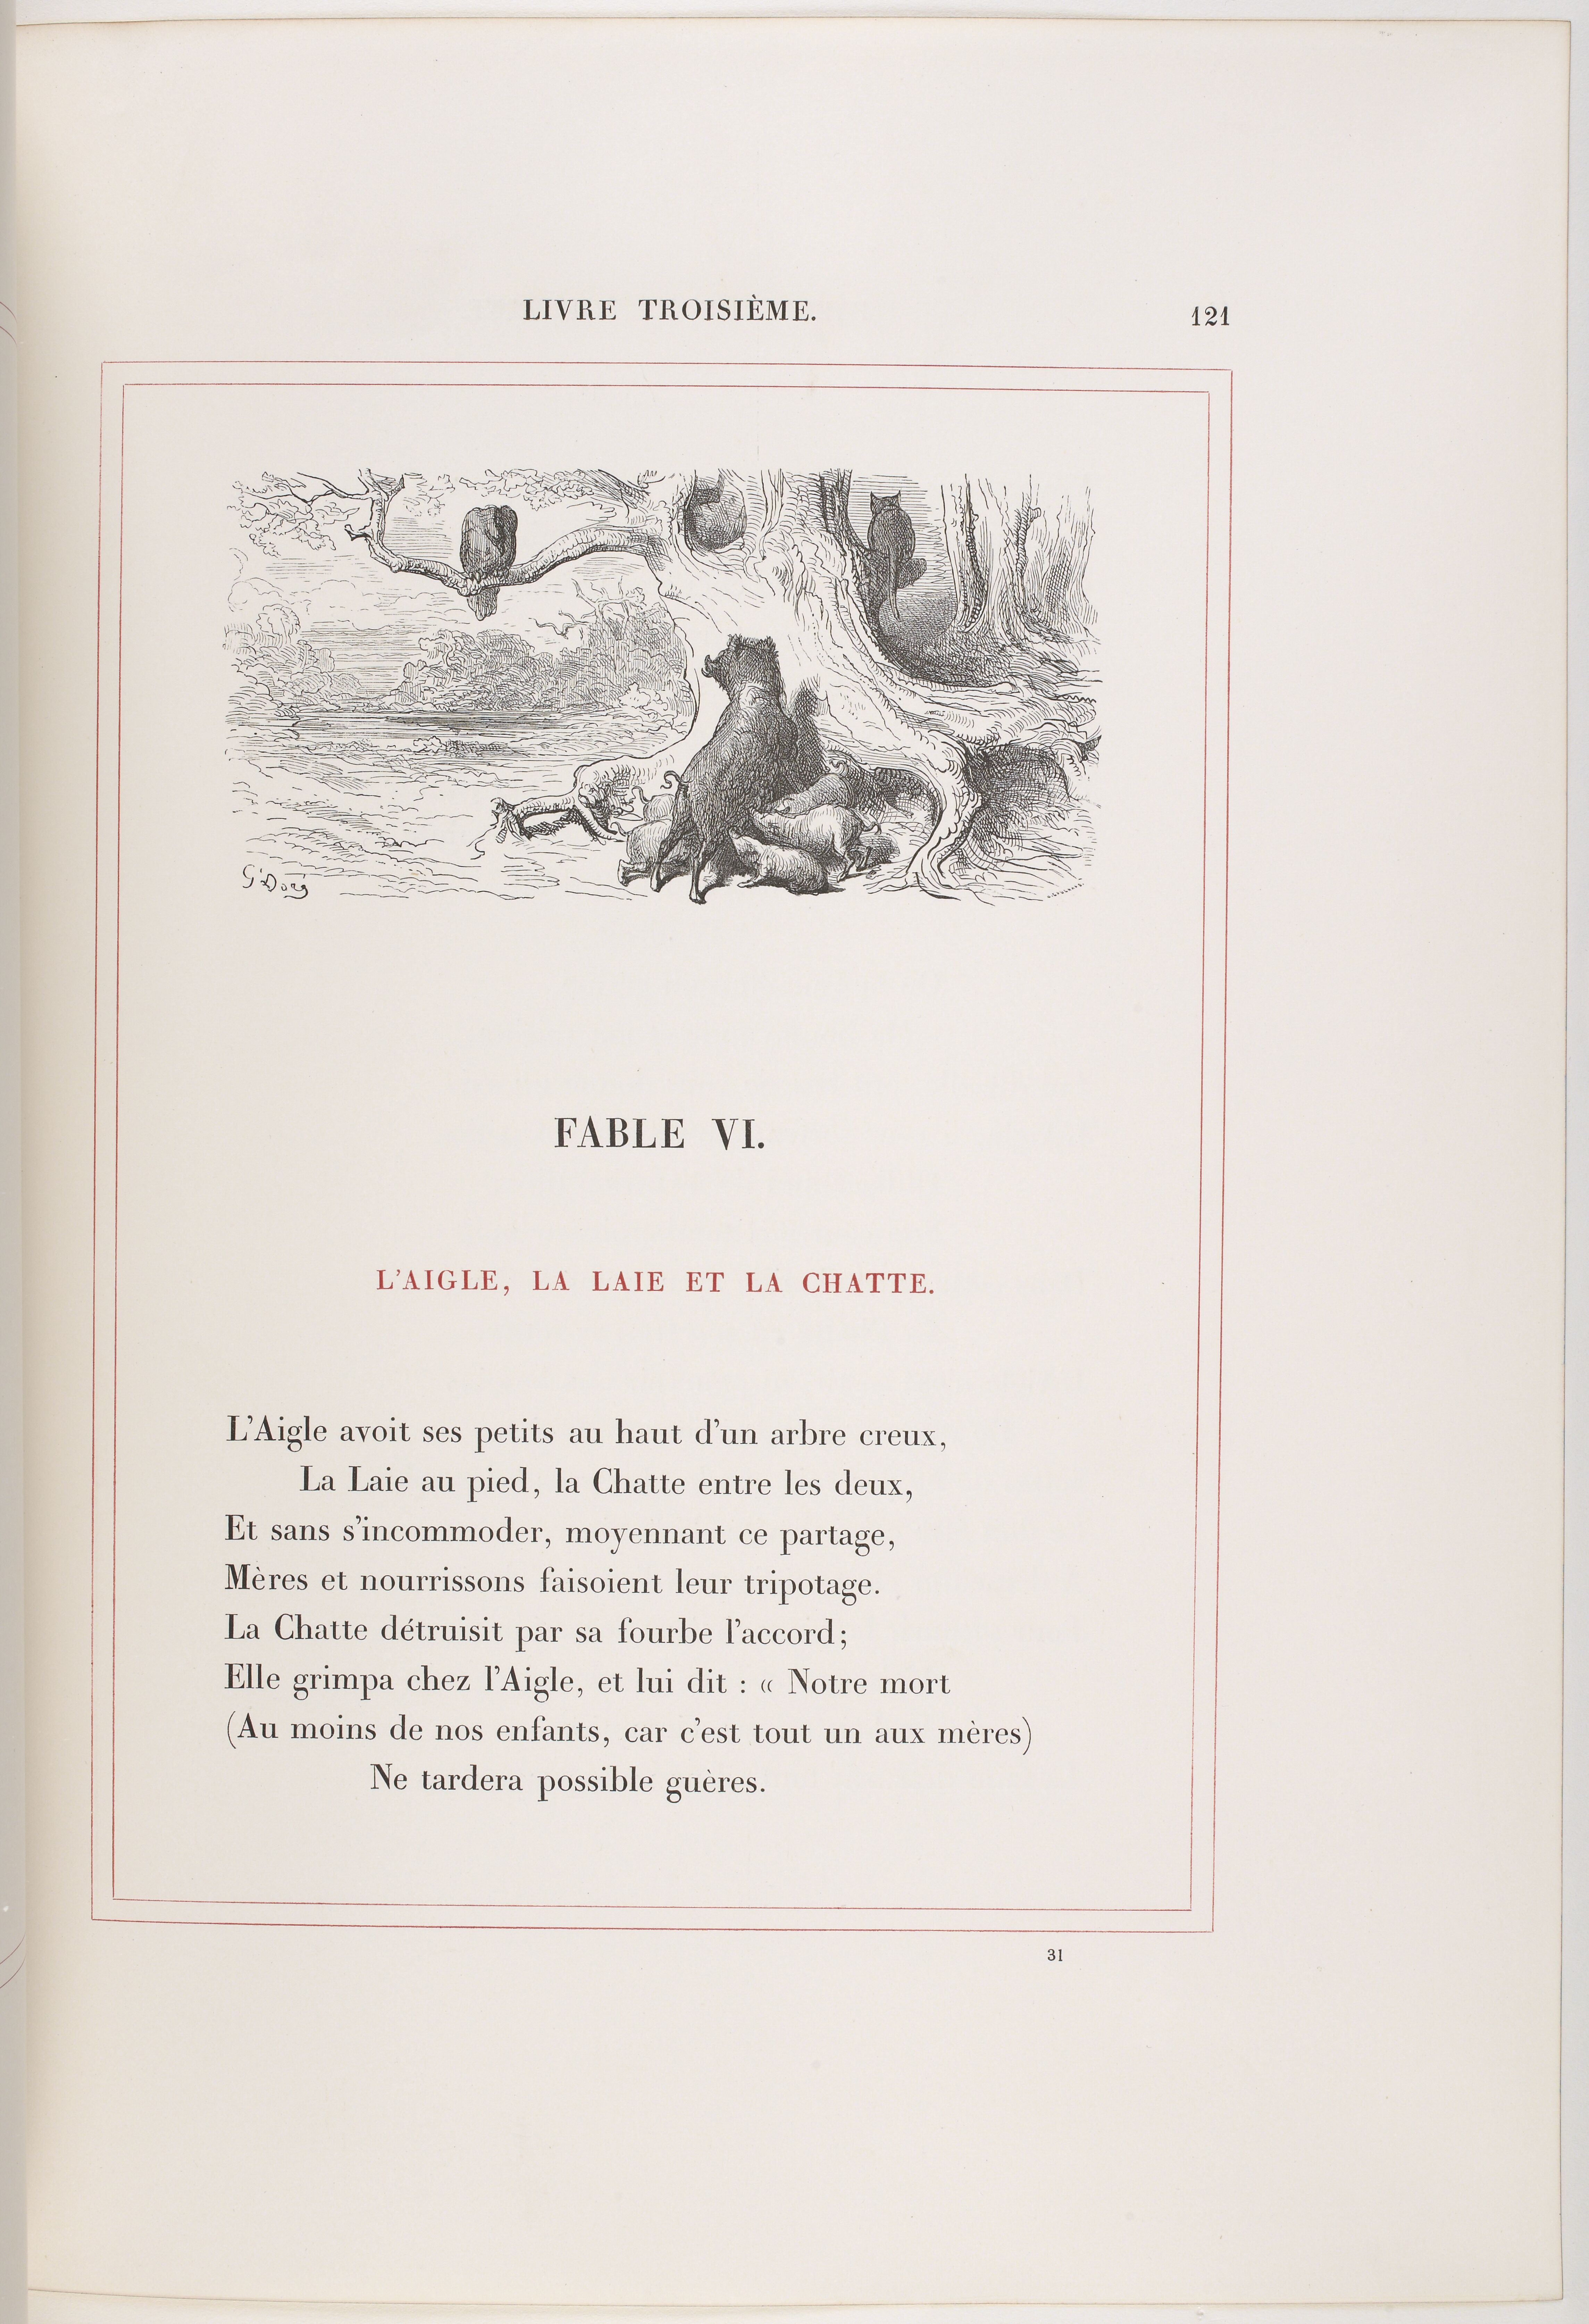 LIVRE TROISIÈME.
121
G. Doré
FABLE VI.
L'AIGLE, LA LAIE ET LA CHATTE.
L'Aigle avoit ses petits au haut d'un arbre creux,
La Laie au pied, la Chatte entre les deux,
Et sans s'incommoder, moyennant ce partage,
Mères et nourrissons faisoient leur tripotage.
La Chatte détruisit par sa fourbe l'accord;
Elle grimpa chez l'Aigle, et lui dit : « Notre mort
(Au moins de nos enfants, car c'est tout un aux mères)
Ne tardera possible guères.
31